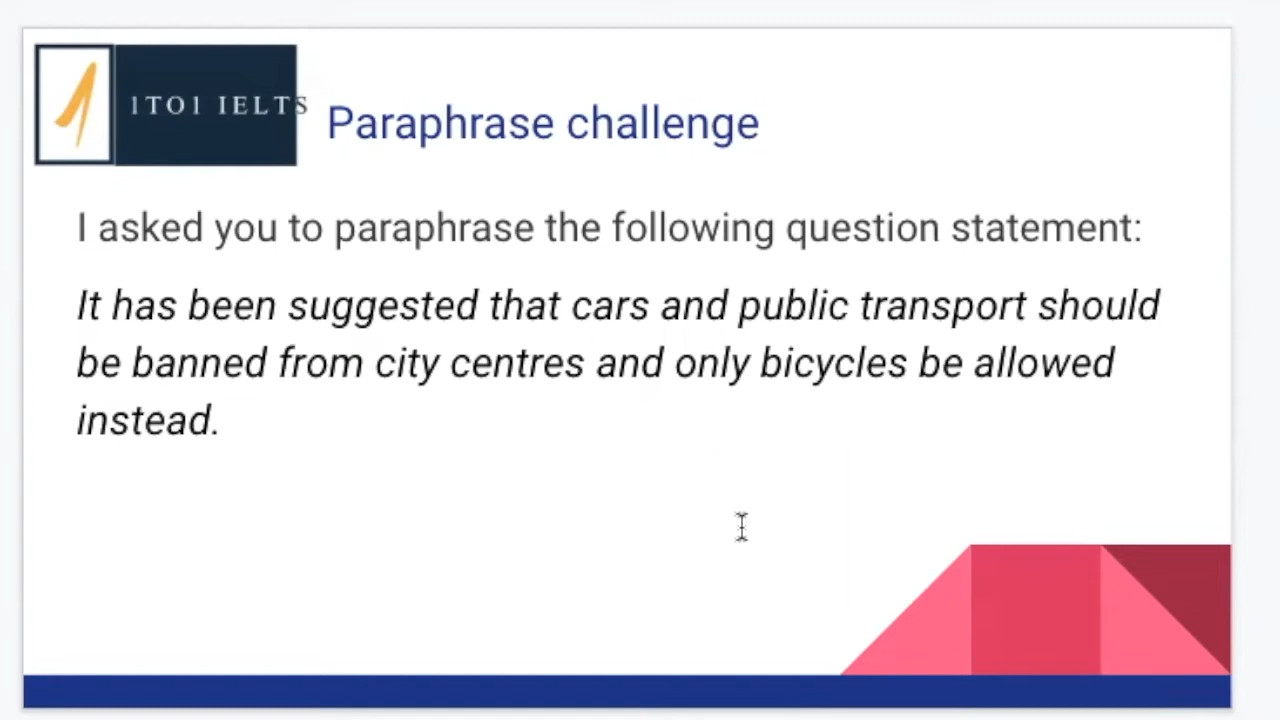 1TO1 IELTS
Paraphrase challenge
I asked you to paraphrase the following question statement:
It has been suggested that cars and public transport should
be banned from city centres and only bicycles be allowed
instead.